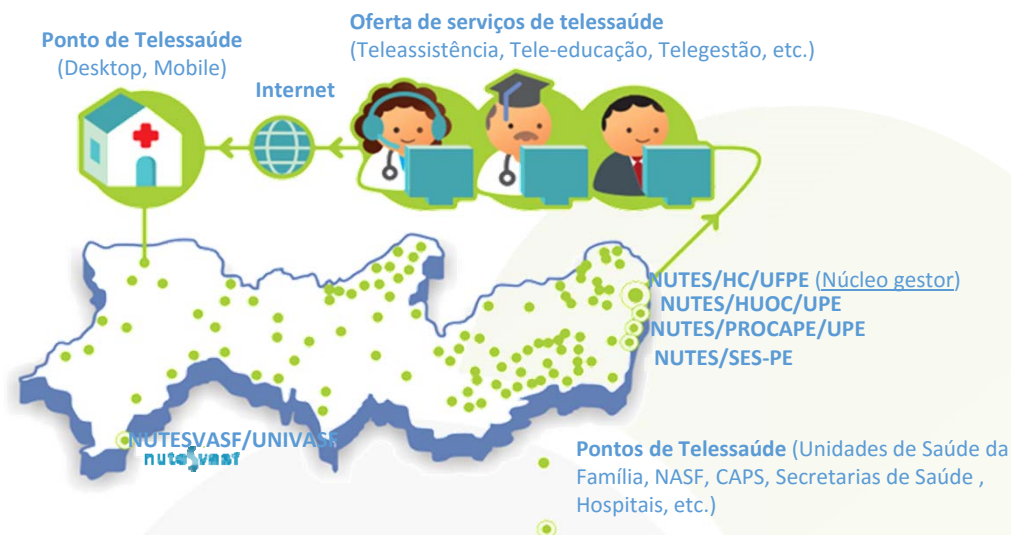 Oferta de serviços de telessaúde
(Teleassistência, Tele-educação, Telegestão, etc.)
Ponto de Telessaúde
(Desktop, Mobile)
Internet
NUTES/HC/UFPE (Núcleo gestor)
NUTES/HUOC/UPE
NUTES/PROCAPE/UPE
NUTES/SES-PE
NUTESVASF/UNIVASF
nutesvasf
Pontos de Telessaúde (Unidades de Saúde da
Família, NASF, CAPS, Secretarias de Saúde ,
Hospitais, etc.)